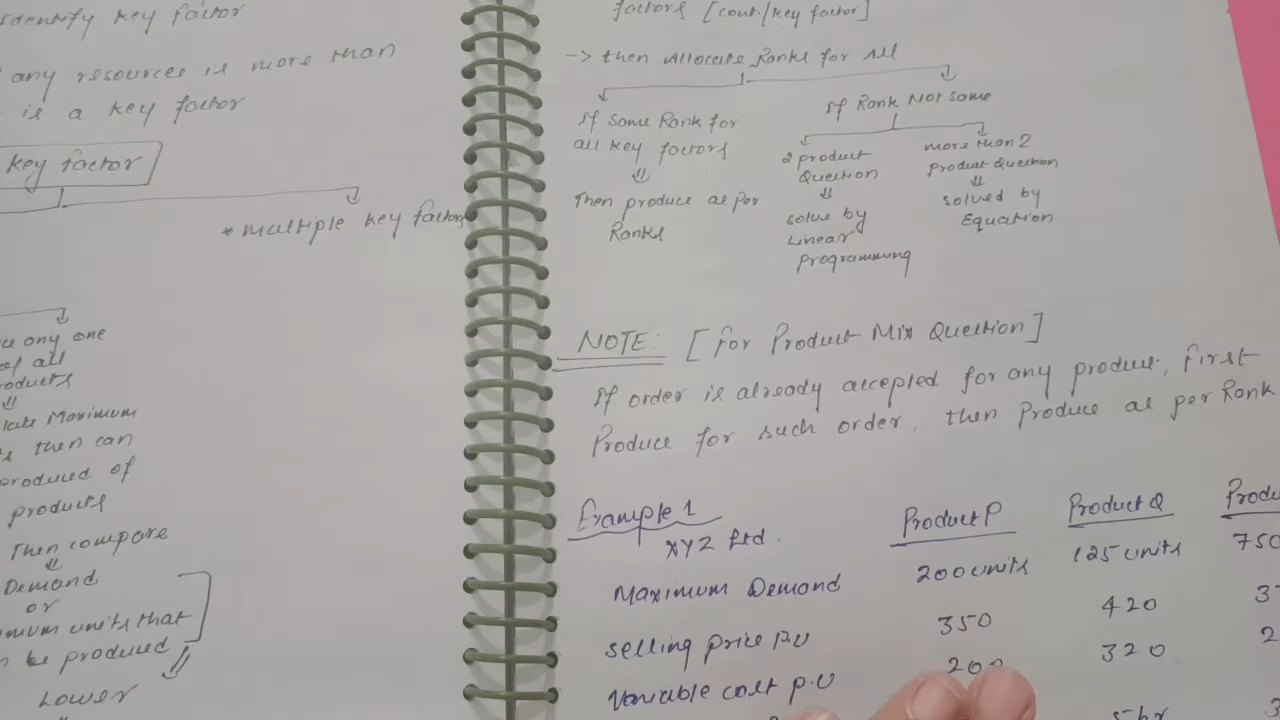 identify key factor
any resources is more than
is a key factor
key factor
* multiple key factors
any one
of all
Maximum
then can
produced of
products
Then compare
Demand
or
units that
be produced
Lower
factors [cont./key factor]
-> then Allocate Ranks for all
If Same Rank for
all key factors
Then produce as per
Ranks
If Rank Not Same
2 product
Question
solve by
Linear
Programming
more than 2
product Question
solved by
Equation
NOTE: [for Product Mix Question]
If order is already accepted for any product, first
Produce for such order, then Produce as per Rank
Example 1
XYZ Ltd. Product P Product Q
Maximum Demand 200 units 125 units 750
selling price p.u 350 420
Variable cost p.u 200 320
5 hr